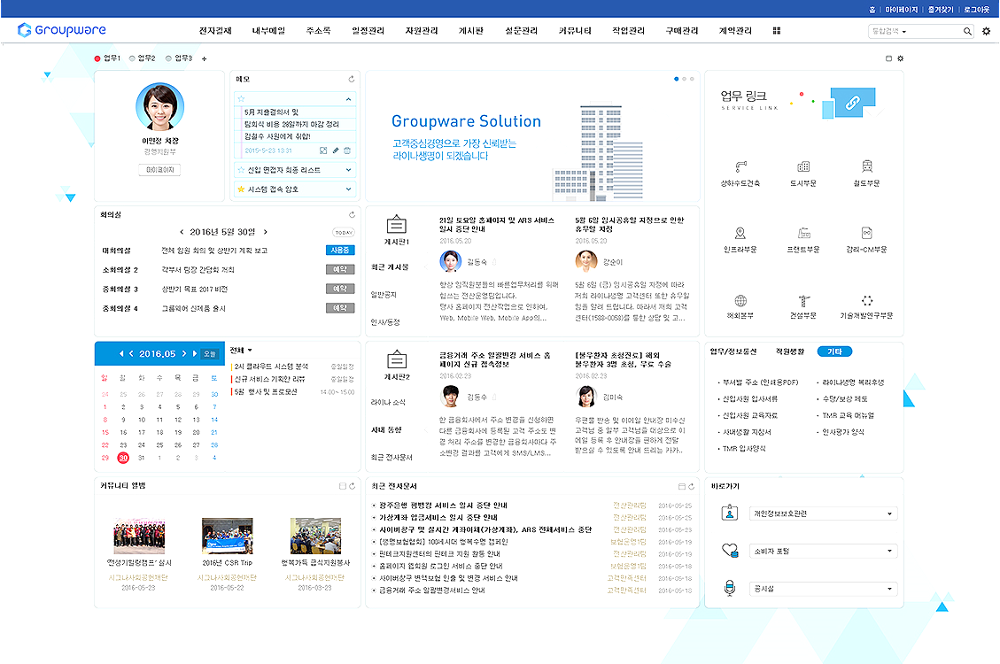 홈 | 마이페이지 | 즐겨찾기 | 로그아웃
Groupware
전자결재 내부메일 주소록 일정관리 자원관리 게시판 설문관리 커뮤니티 작업관리 구매관리 계약관리
통합검색
업무1 업무2 업무3 +
이민정 차장
경영지원부
마이페이지
메모
5月 지출결의서 및
팀회식 비용 28일까지 마감 정리
김철수 사원에게 취합!
2015-5-23 13:31
신입 면접자 최종 리스트
시스템 접속 암호
Groupware Solution
고객중심경영으로 가장 신뢰받는
라이나생명이 되겠습니다
업무 링크
SERVICE LINK
상하수도건축 도시부문 철도부문
인프라부문 프랜트부문 감리·CM부문
해외본부 건설부문 기술개발연구부문
회의실
2016년 5월 30일
TODAY
대회의실 전체 임원 회의 및 상반기 계획 보고 사용중
소회의실 2 각부서 팀장 간담회 개최 예약
중회의실 3 상반기 목표 2017 비전 예약
중회의실 4 그룹웨어 신제품 출시 예약
게시판1
최근 게시물
일반공지
인사/동정
21일 토요일 홈페이지 및 ARS 서비스
일시 중단 안내
2016.05.20
길동숙
항상 임직원분들의 빠른업무처리를 위해
힘쓰는 전산운영팀입니다.
당사 홈페이지 전산작업으로 인하여,
Web, Mobile Web, Mobile App의...
5월 6일 임시공휴일 지정으로 인한
휴무일 지정
2016.05.20
강순이
5월 6일 (금) 임시공휴일 지정에 따라
저희 라이나생명 고객센터 또한 휴무일
임을 알려 드립니다. 따라서 저희 고객
센터(1588-0058)를 통한 상담 및 고...
2016.05
오늘
일 월 화 수 목 금 토
24 25 26 27 28 29 30
1 2 3 4 5 6 7
8 9 10 11 12 13 14
15 16 17 18 19 20 21
22 23 24 25 26 27 28
29 30 31 1 2 3 4
전체
2시 클라우드 시스템 분석 종일일정
신규 서비스 기획안 리뷰 종일일정
5월 행사 및 프로모션 14:00~15:00
게시판2
라이나 소식
사내 동향
최근 전사문서
금융거래 주소 일괄변경 서비스 홈
페이지 신규 접속정보
2016.02.23
김동수
한 금융회사에서 주소 변경을 신청하면
다른 금융회사에 등록된 고객 주소도 변
경 처리 주소를 변경한 금융회사마다 주
소변경 결과를 고객에게 SMS/LMS...
[불우환자 초청진료] 해외
불우환자 3명 초청, 무료 수술
2016.02.23
김미숙
우편물 반송 및 이메일 안내장 미수신
고객님 중 일부 고객님들 대상으로 이
메일 등록 후 안내장을 편하게 전달
받으실 수 있도록 안내 드리는 카카..
업무/정보통신 직원생활 기타
· 부서별 주소 (인쇄용PDF)
· 신입사원 입사서류
· 신입사원 교육자료
· 사내생활 지침서
· TMR 입사양식
· 라이나생명 복리후생
· 수당/보상 제도
· TMR 교육 매뉴얼
· 인사평가 양식
커뮤니티 앨범
'전성기힐링캠프' 실시
시그나사회공헌재단
2016-05-23
2016년 CSR Trip
시그나사회공헌재단
2016-05-22
행복가득 급식지원봉사
시그나사회공헌재단
2016-03-23
최근 전사문서
광주은행 펌뱅킹 서비스 일시 중단 안내 전산관리팀 2016-05-25
가상계좌 입금서비스 일시 중단 안내 전산관리팀 2016-05-25
사이버창구 및 실시간 계좌이체(가상계좌), ARS 전체서비스 중단 전산관리팀 2016-05-23
[생명보험협회] 100세시대 행복수명 캠페인 보험운영1팀 2016-05-19
핀테크지원센터의 핀테크 지원 활동 안내 전산관리팀 2016-05-19
홈페이지 웹회원 로그인 서비스 중단 안내 보험운영1팀 2016-05-18
사이버창구 변액보험 인출 및 변경 서비스 안내 고객만족센터 2016-05-18
금융거래 주소 일괄변경서비스 안내 고객만족센터 2016-05-18
바로가기
개인정보보호관련
소비자 포털
공시실